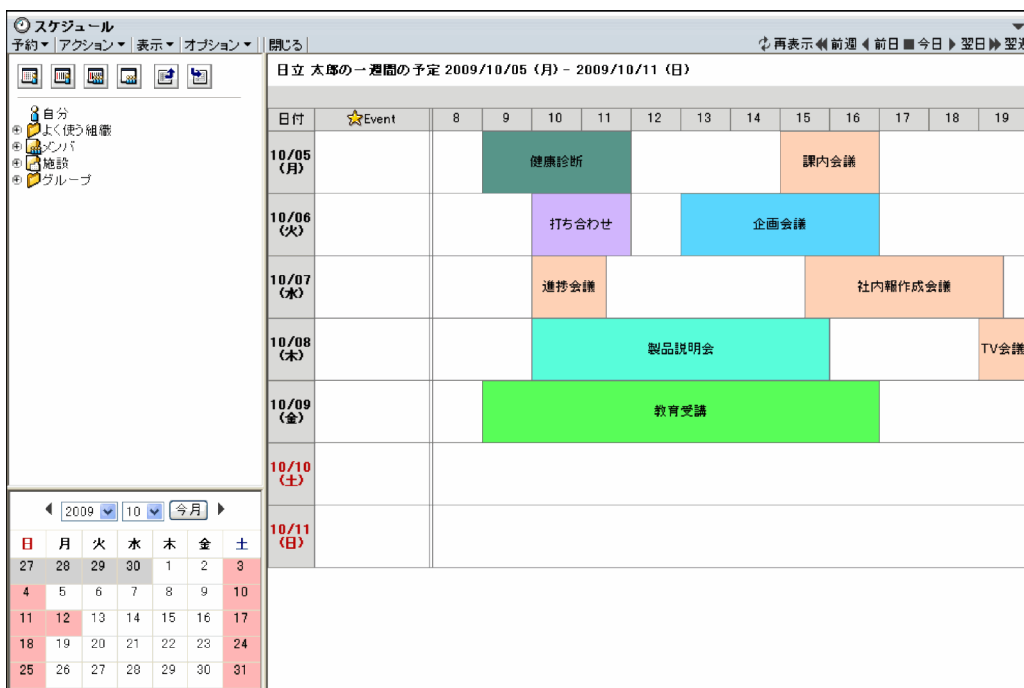 スケジュール
予約▼ アクション▼ 表示▼ オプション▼ 閉じる
再表示 前週 前日 今日 翌日
自分
よく使う組織
メンバ
施設
グループ
日立 太郎の一週間の予定 2009/10/05 (月) - 2009/10/11 (日)
日付 Event 8 9 10 11 12 13 14 15 16 17 18 19
10/05 (月) 健康診断 課内会議
10/06 (火) 打ち合わせ 企画会議
10/07 (水) 進捗会議 社内報作成会議
10/08 (木) 製品説明会 TV会議
10/09 (金) 教育受講
10/10 (土)
10/11 (日)
2009 10 今月
日 月 火 水 木 金 土
27 28 29 30 1 2 3
4 5 6 7 8 9 10
11 12 13 14 15 16 17
18 19 20 21 22 23 24
25 26 27 28 29 30 31